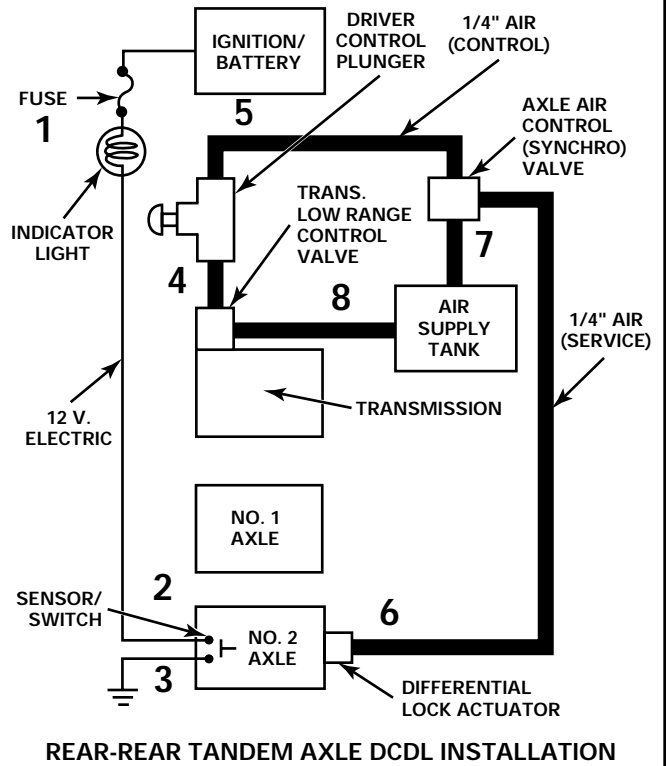 IGNITION/
BATTERY
DRIVER
CONTROL
PLUNGER
1/4" AIR
(CONTROL)
FUSE
1
5
AXLE AIR
CONTROL
(SYNCHRO)
VALVE
INDICATOR
LIGHT
TRANS.
LOW RANGE
CONTROL
VALVE
7
4
8
AIR
SUPPLY
TANK
1/4" AIR
(SERVICE)
12 V.
ELECTRIC
TRANSMISSION
NO. 1
AXLE
2
SENSOR/
SWITCH
6
NO. 2
AXLE
3
DIFFERENTIAL
LOCK ACTUATOR
REAR-REAR TANDEM AXLE DCDL INSTALLATION